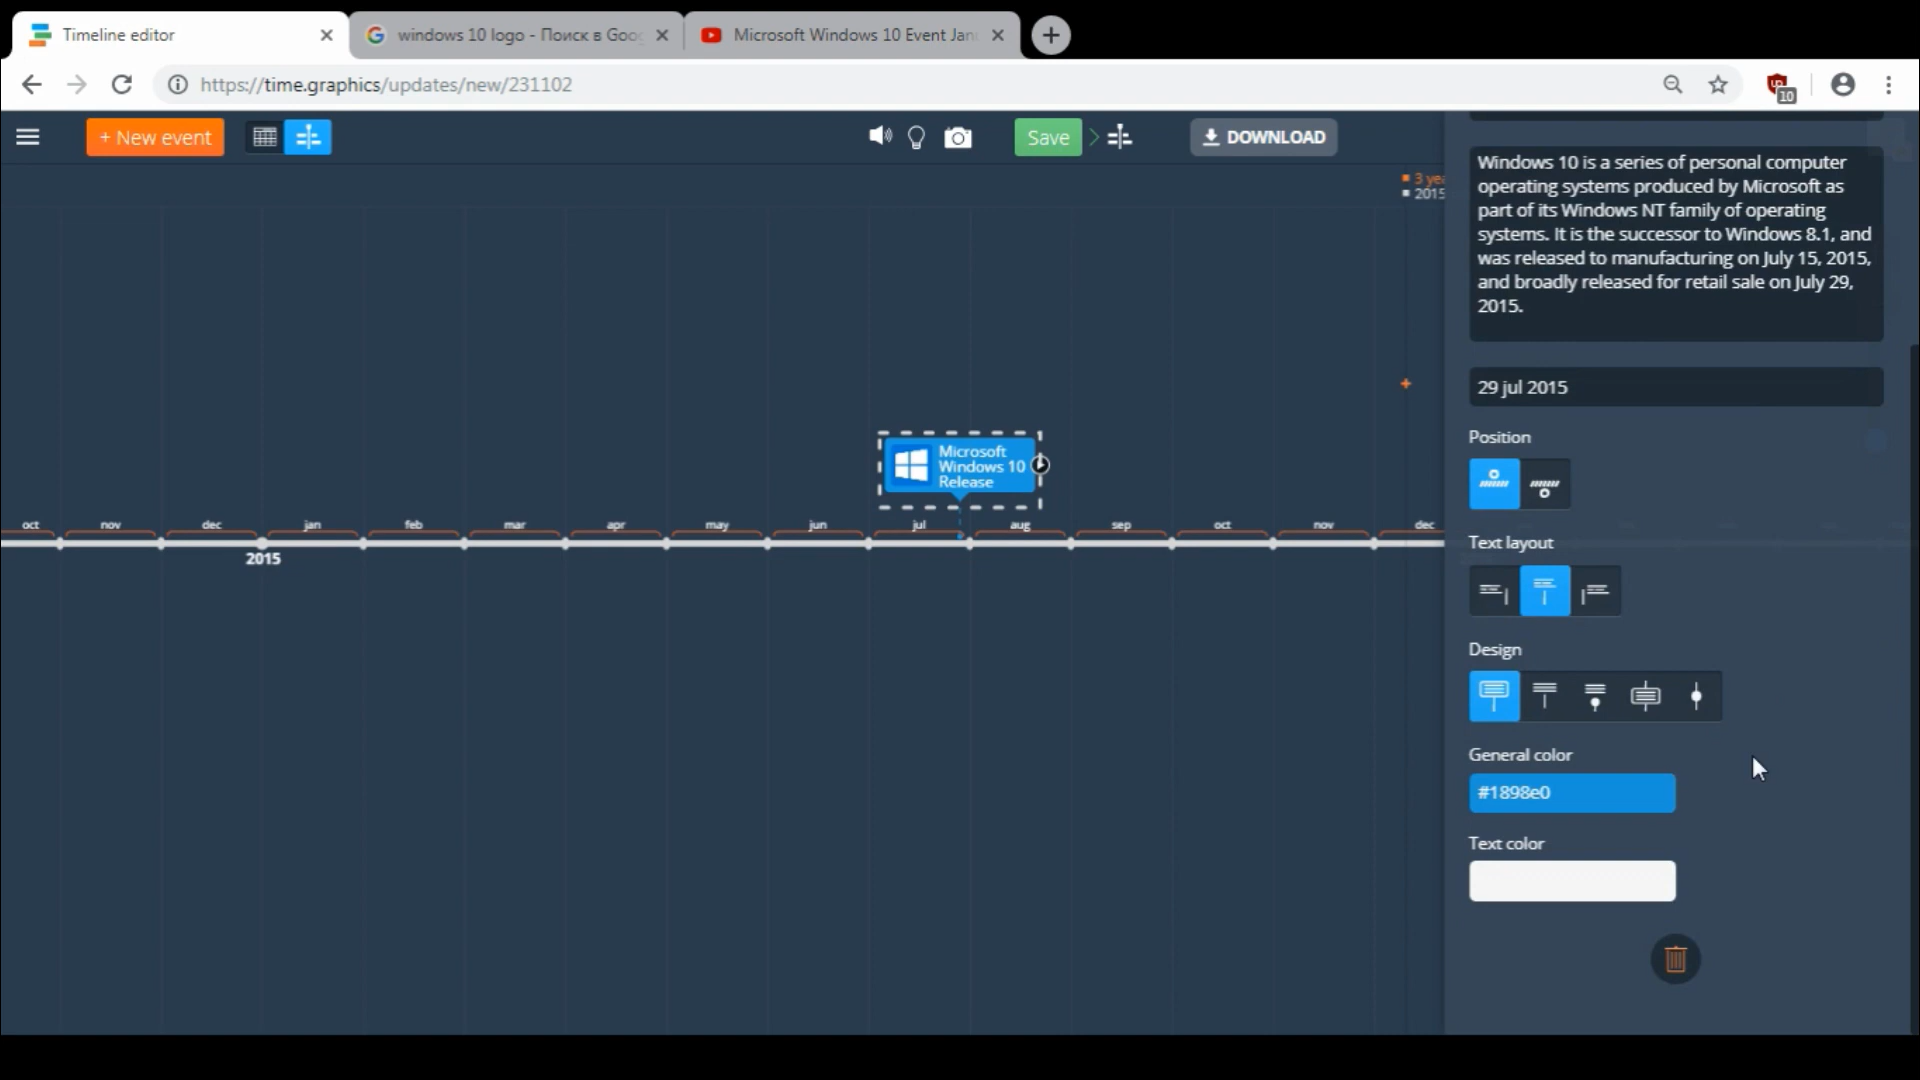 Timeline editor
windows 10 logo - Поиск в Goo
Microsoft Windows 10 Event Jan
https://time.graphics/updates/new/231102
10
+ New event
Save
DOWNLOAD
3 yea
2015
Windows 10 is a series of personal computer
operating systems produced by Microsoft as
part of its Windows NT family of operating
systems. It is the successor to Windows 8.1, and
was released to manufacturing on July 15, 2015,
and broadly released for retail sale on July 29,
2015.
29 jul 2015
Position
Microsoft
Windows 10
Release
oct nov dec jan feb mar apr may jun jul aug sep oct nov dec
2015
Text layout
Design
General color
#1898e0
Text color